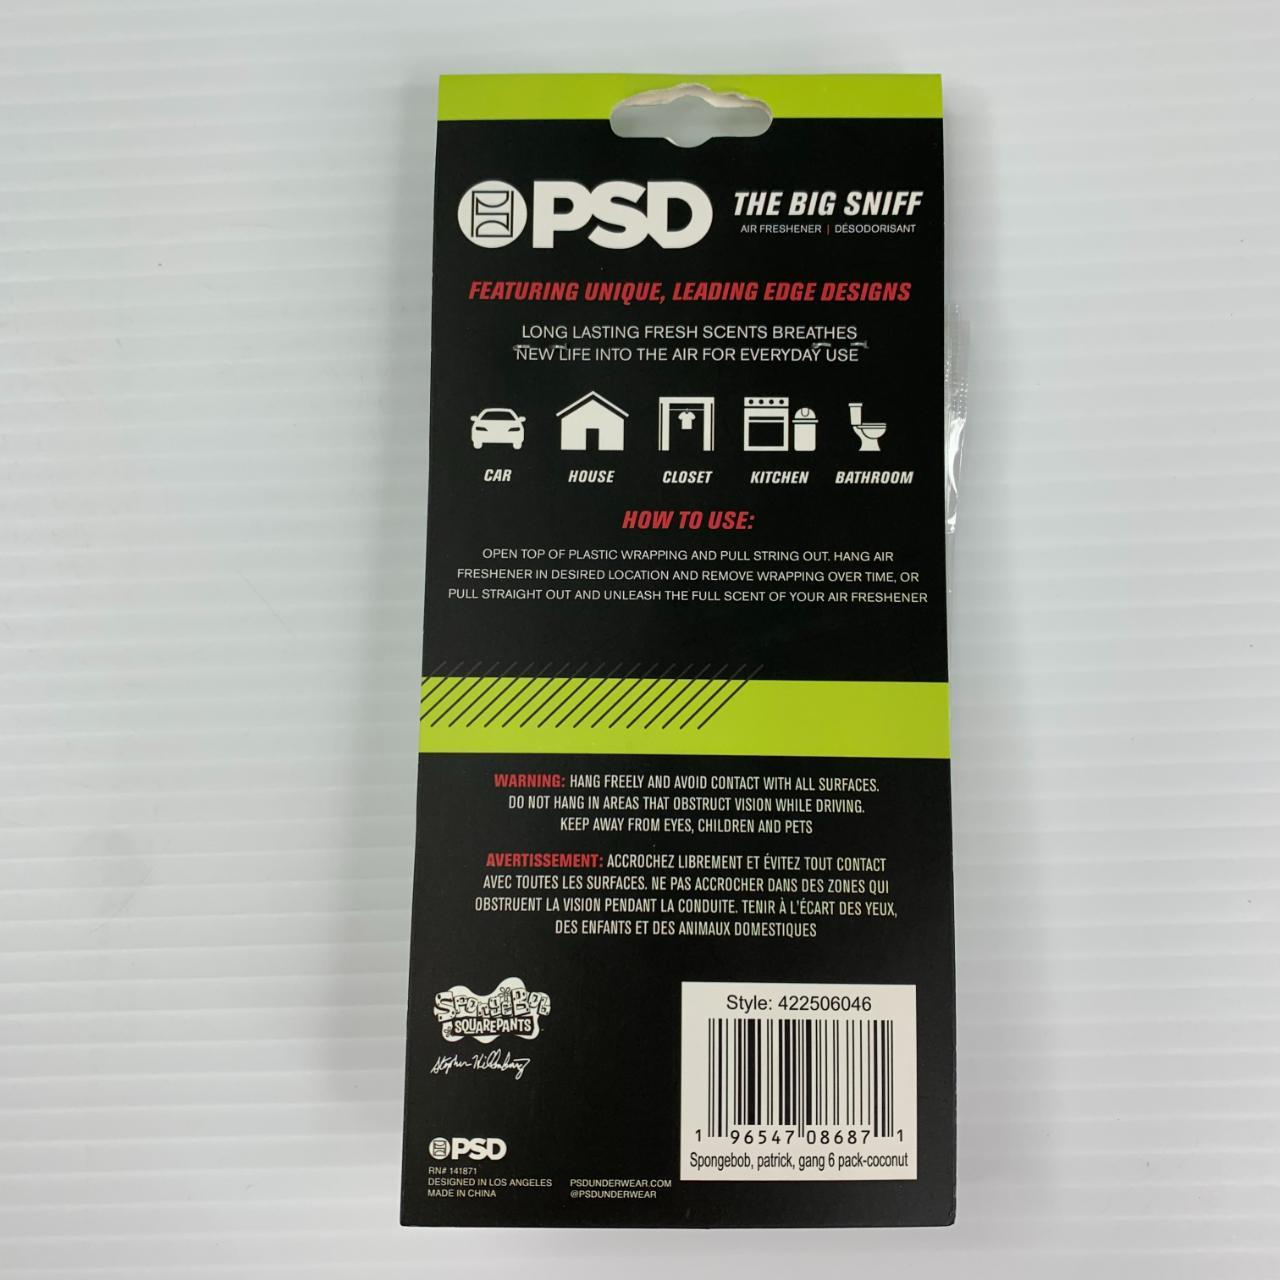 PSD
THE BIG SNIFF
AIR FRESHENER | DÉSODORISANT
FEATURING UNIQUE, LEADING EDGE DESIGNS
LONG LASTING FRESH SCENTS BREATHES
NEW LIFE INTO THE AIR FOR EVERYDAY USE
CAR HOUSE CLOSET KITCHEN BATHROOM
HOW TO USE:
OPEN TOP OF PLASTIC WRAPPING AND PULL STRING OUT. HANG AIR
FRESHENER IN DESIRED LOCATION AND REMOVE WRAPPING OVER TIME, OR
PULL STRAIGHT OUT AND UNLEASH THE FULL SCENT OF YOUR AIR FRESHENER
WARNING: HANG FREELY AND AVOID CONTACT WITH ALL SURFACES.
DO NOT HANG IN AREAS THAT OBSTRUCT VISION WHILE DRIVING.
KEEP AWAY FROM EYES, CHILDREN AND PETS
AVERTISSEMENT: ACCROCHEZ LIBREMENT ET ÉVITEZ TOUT CONTACT
AVEC TOUTES LES SURFACES. NE PAS ACCROCHER DANS DES ZONES QUI
OBSTRUENT LA VISION PENDANT LA CONDUITE. TENIR À L'ÉCART DES YEUX,
DES ENFANTS ET DES ANIMAUX DOMESTIQUES
SPONGEBOB
SQUAREPANTS
Stephen Hillenburg
PSD
RN# 141871
DESIGNED IN LOS ANGELES
MADE IN CHINA
PSDUNDERWEAR.COM
@PSDUNDERWEAR
Style: 422506046
1 96547 08687 1
Spongebob, patrick, gang 6 pack-coconut